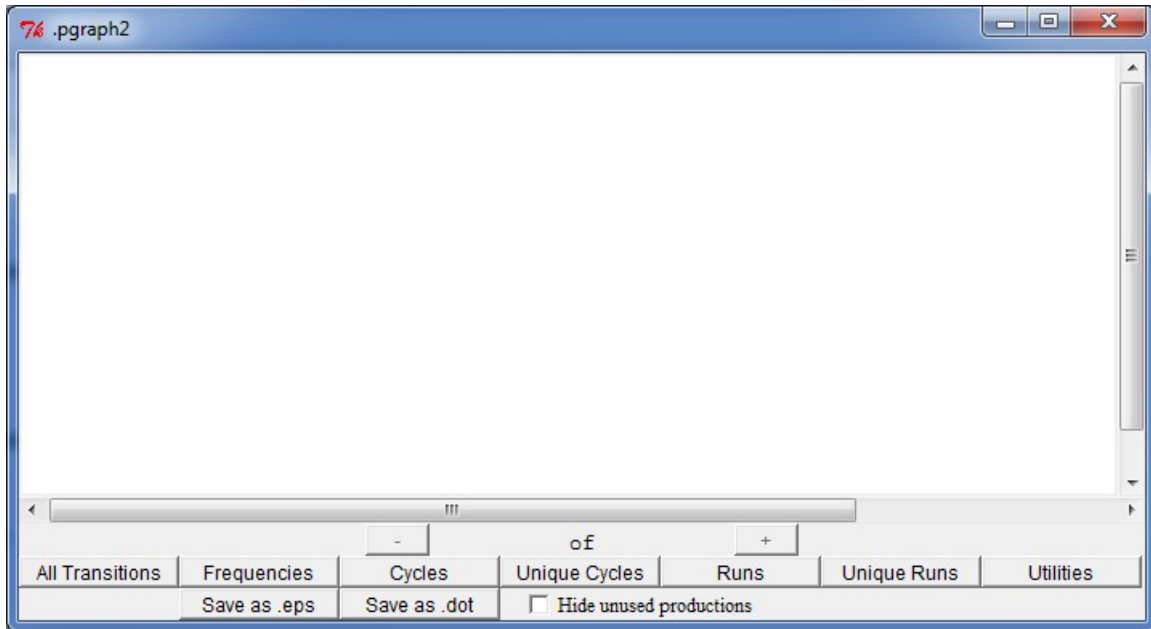 .pgraph2
- of +
All Transitions Frequencies Cycles Unique Cycles Runs Unique Runs Utilities
Save as .eps Save as .dot Hide unused productions